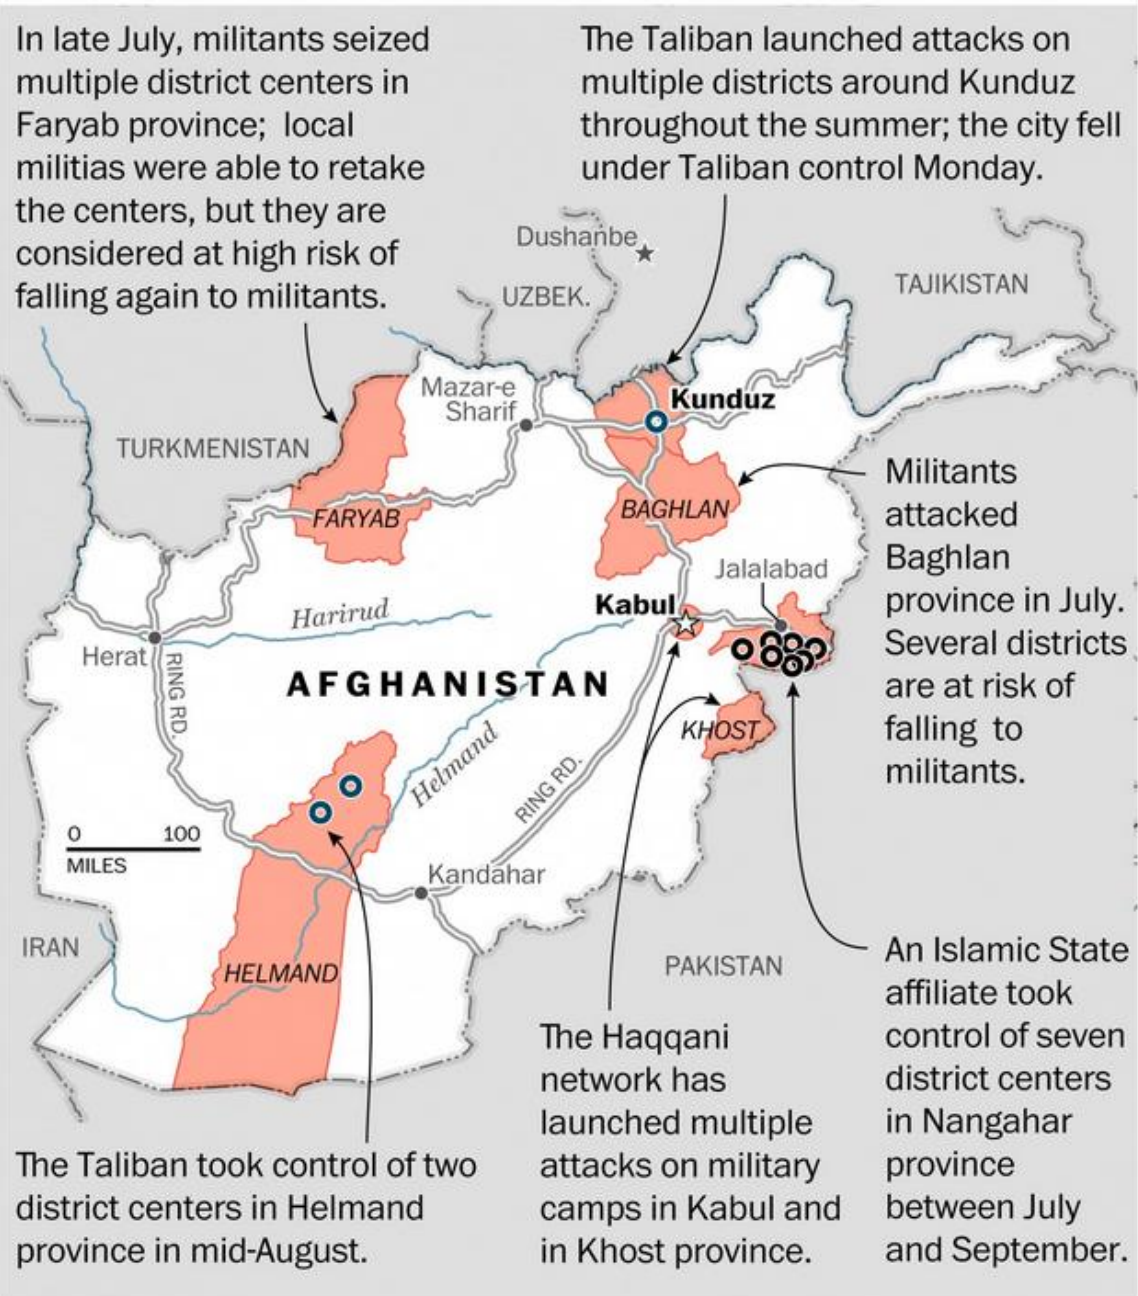 In late July, militants seized
multiple district centers in
Faryab province; local
militias were able to retake
the centers, but they are
considered at high risk of
falling again to militants.
The Taliban launched attacks on
multiple districts around Kunduz
throughout the summer; the city fell
under Taliban control Monday.
Dushanbe
UZBEK.
TAJIKISTAN
Mazar-e
Sharif
Kunduz
TURKMENISTAN
FARYAB
BAGHLAN
Militants
attacked
Baghlan
province in July.
Several districts
are at risk of
falling to
militants.
Jalalabad
Kabul
Harirud
Herat
RING RD.
AFGHANISTAN
KHOST
Helmand
RING RD.
0 100
MILES
Kandahar
IRAN
HELMAND
PAKISTAN
An Islamic State
affiliate took
control of seven
district centers
in Nangahar
province
between July
and September.
The Haqqani
network has
launched multiple
attacks on military
camps in Kabul and
in Khost province.
The Taliban took control of two
district centers in Helmand
province in mid-August.